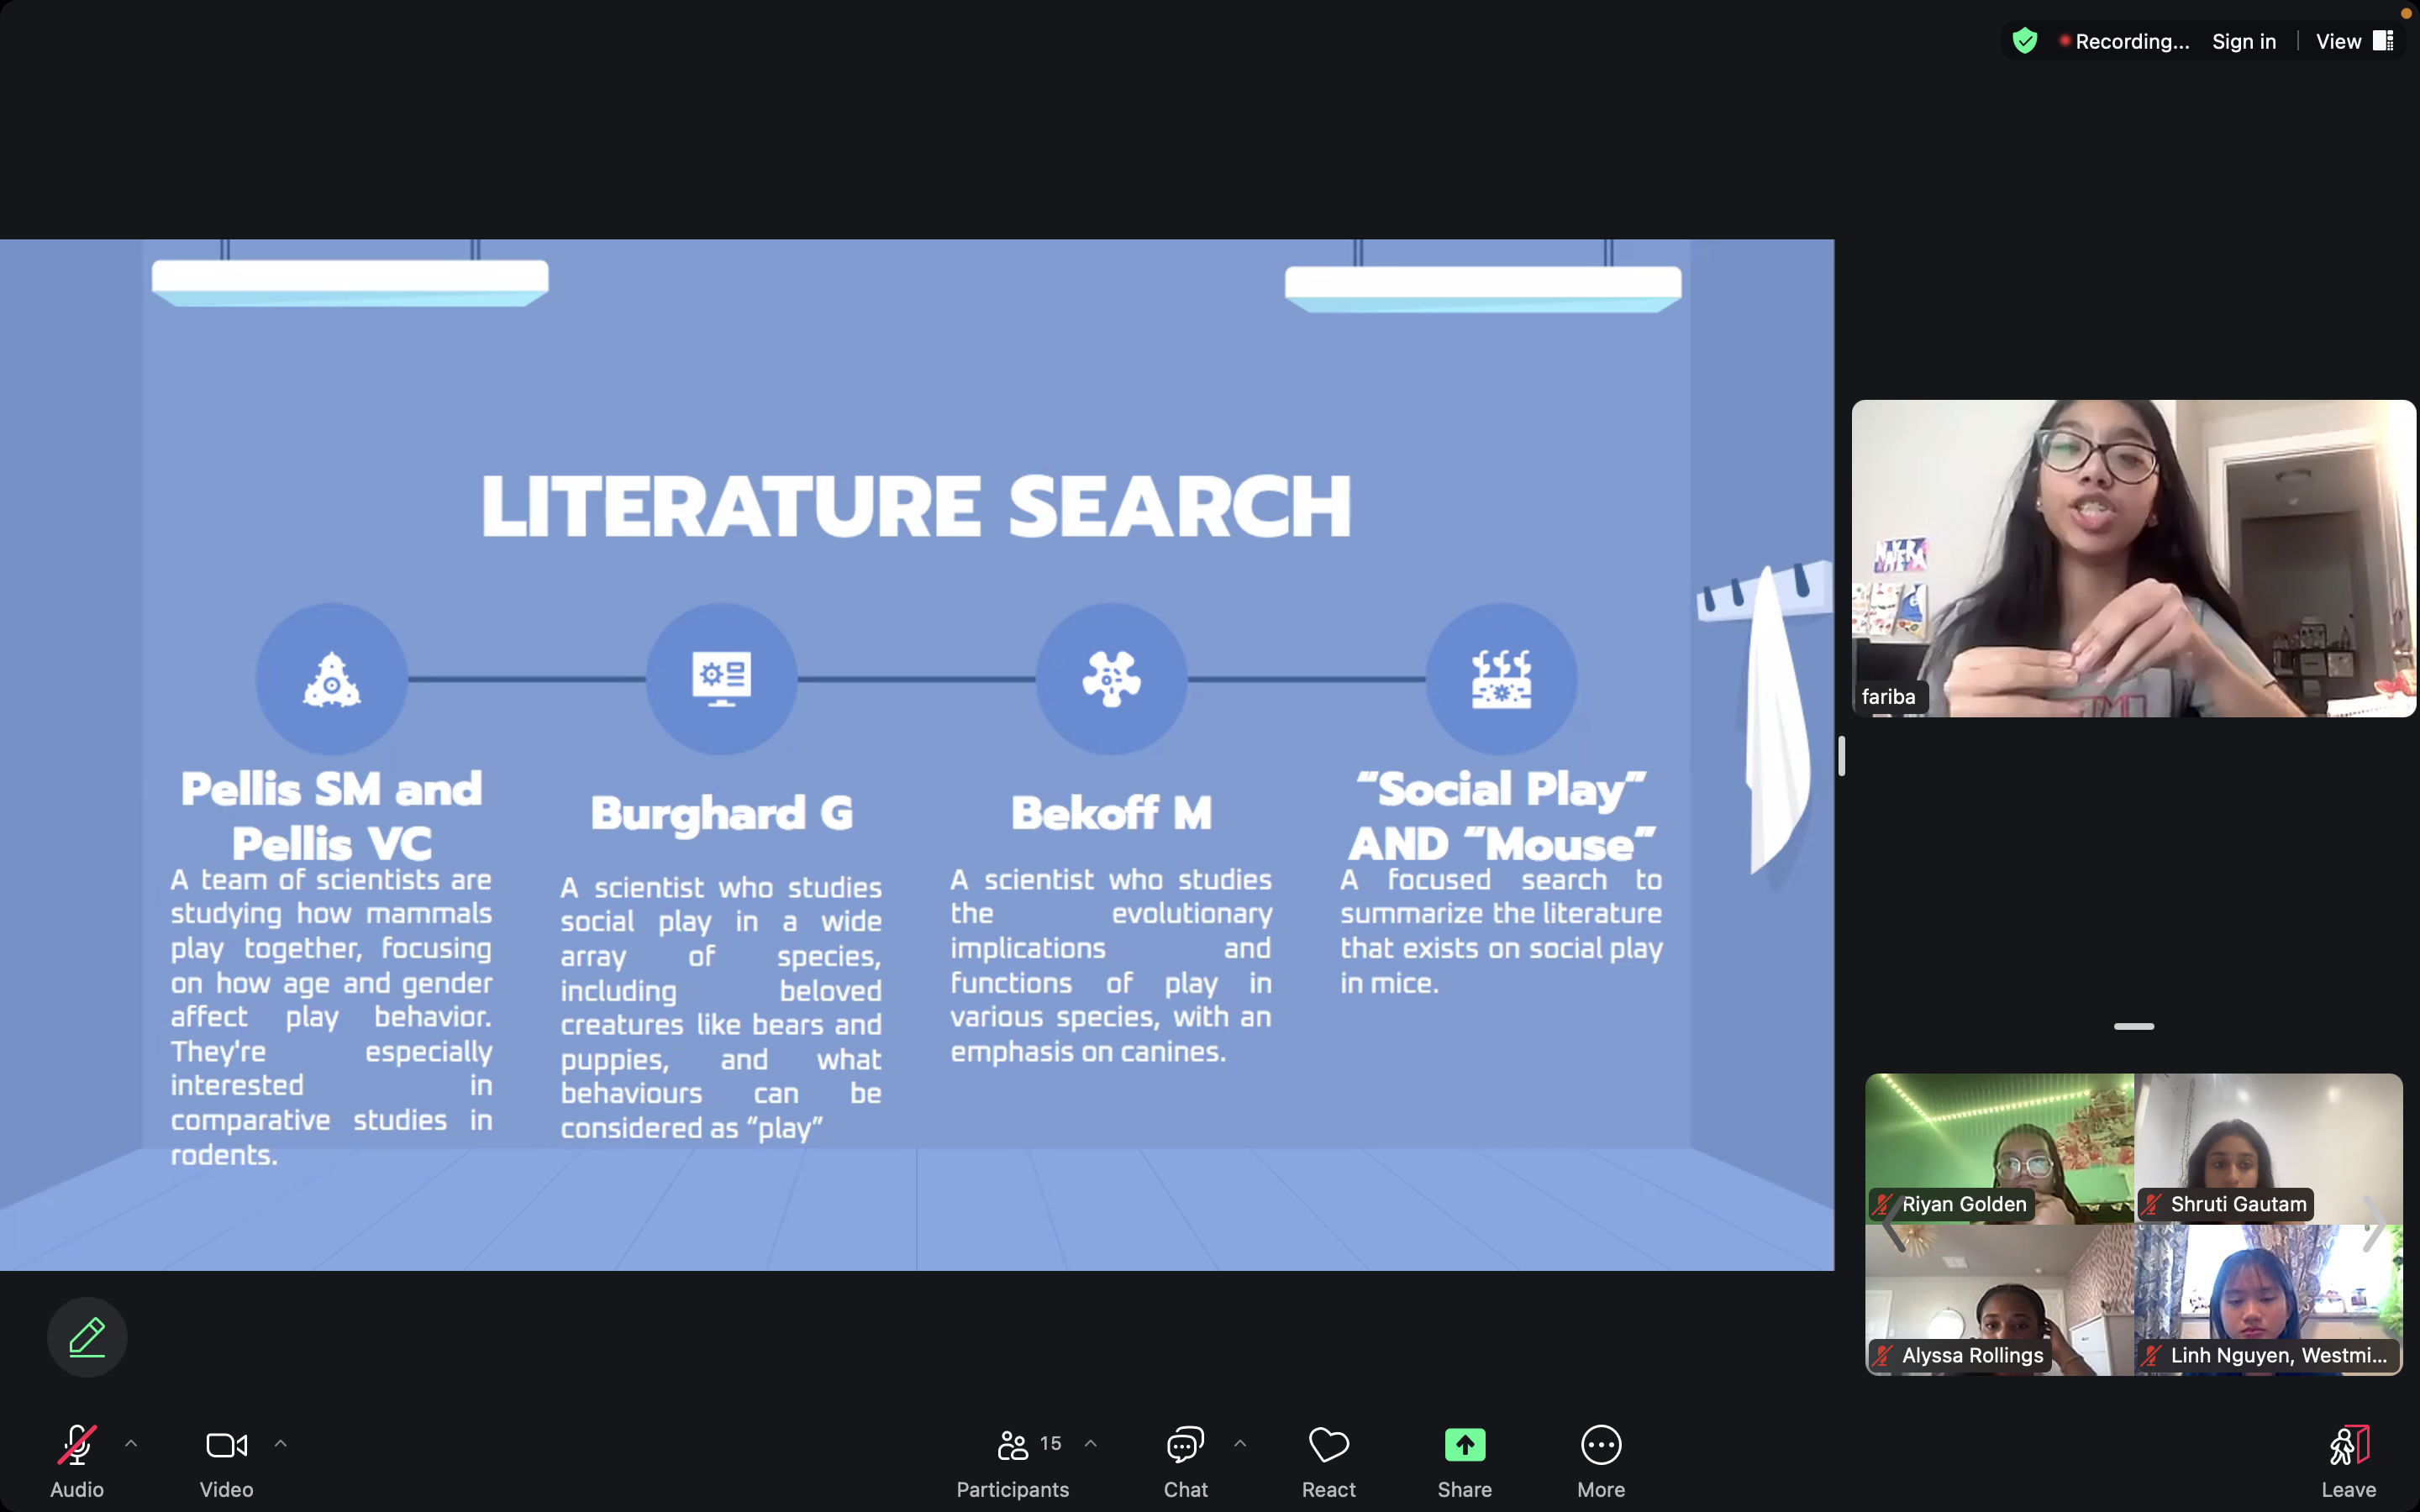 Recording...
Sign in
View
LITERATURE SEARCH
Pellis SM and
Pellis VC
A team of scientists are
studying how mammals
play together, focusing
on how age and gender
affect play behavior.
They're especially
interested in
comparative studies in
rodents.
Burghard G
A scientist who studies
social play in a wide
array of species,
including beloved
creatures like bears and
puppies, and what
behaviours can be
considered as “play”
Bekoff M
A scientist who studies
the evolutionary
implications and
functions of play in
various species, with an
emphasis on canines.
“Social Play”
AND “Mouse”
A focused search to
summarize the literature
that exists on social play
in mice.
fariba
Riyan Golden
Shruti Gautam
Alyssa Rollings
Linh Nguyen, Westmi...
Audio
Video
15
Participants
Chat
React
Share
More
Leave